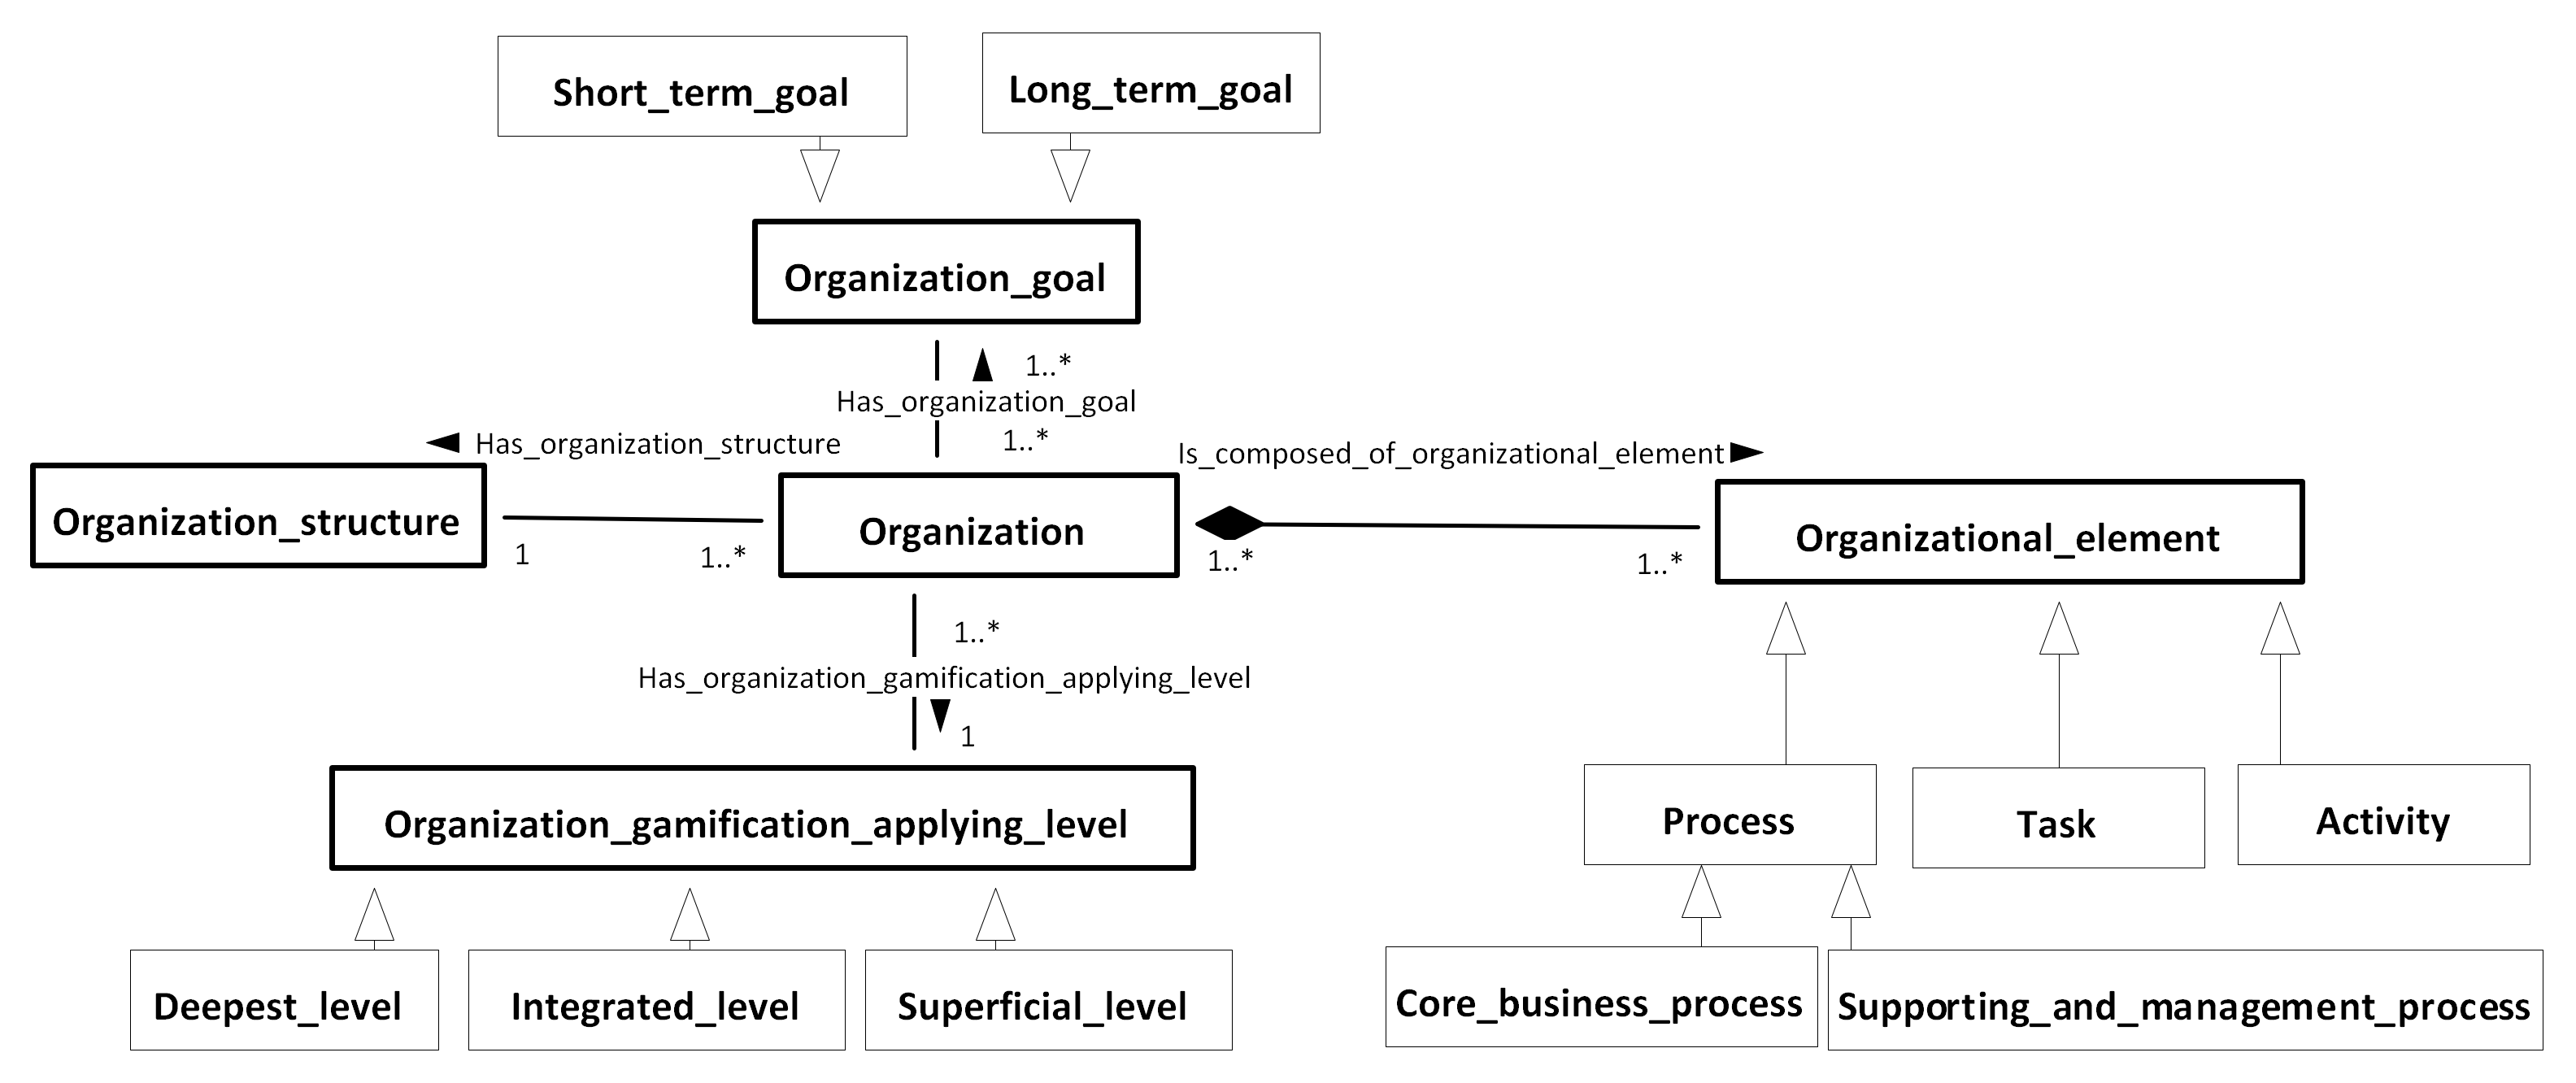 Short_term_goal
Long_term_goal
Organization_goal
1..*
Has_organization_goal
1..*
Has_organization_structure
Is_composed_of_organizational_element
Organization_structure
Organization
Organizational_element
1
1..*
1..*
1..*
1..*
Has_organization_gamification_applying_level
1
Organization_gamification_applying_level
Process
Task
Activity
Deepest_level
Integrated_level
Superficial_level
Core_business_process
Supporting_and_management_process